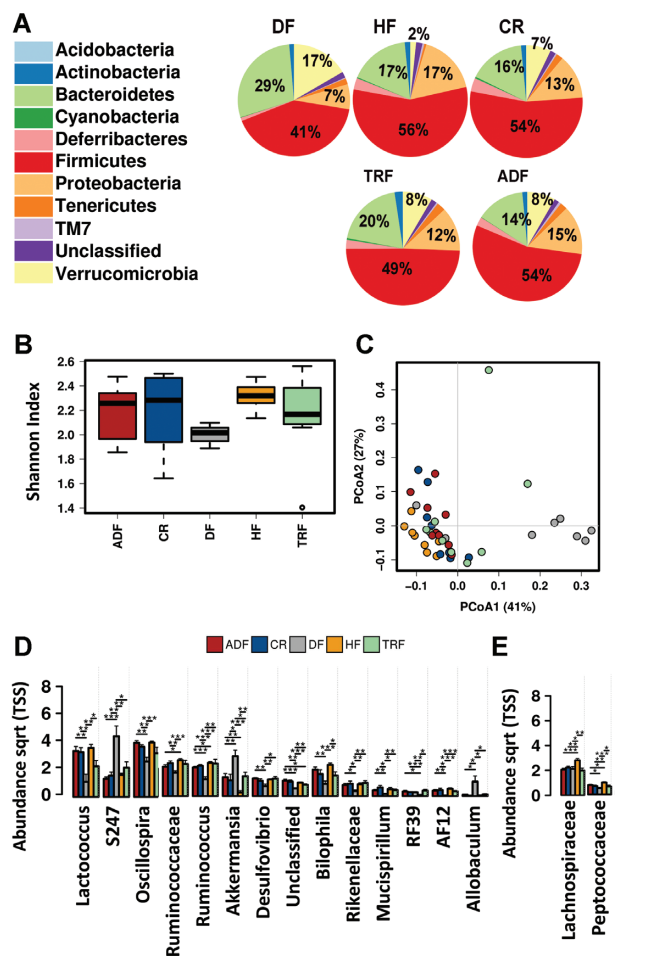 A
Acidobacteria
Actinobacteria
Bacteroidetes
Cyanobacteria
Deferribacteres
Firmicutes
Proteobacteria
Tenericutes
TM7
Unclassified
Verrucomicrobia
DF
17%
29%
7%
41%
HF
2%
17%
17%
56%
CR
7%
16%
13%
54%
TRF
8%
20%
12%
49%
ADF
8%
14%
15%
54%
B
Shannon Index
2.6
2.4
2.2
2.0
1.8
1.6
1.4
ADF
CR
DF
HF
TRF
C
PCoA2 (27%)
0.4
0.3
0.2
0.1
0.0
−0.1
−0.1
0.0
0.1
0.2
0.3
PCoA1 (41%)
D
ADF CR DF HF TRF
Abundance sqrt (TSS)
8
6
4
2
0
Lactococcus
S247
Oscillospira
Ruminococcaceae
Ruminococcus
Akkermansia
Desulfovibrio
Unclassified
Bilophila
Rikenellaceae
Mucispirillum
RF39
AF12
Allobaculum
E
Abundance sqrt (TSS)
8
6
4
2
0
Lachnospiraceae
Peptococcaceae